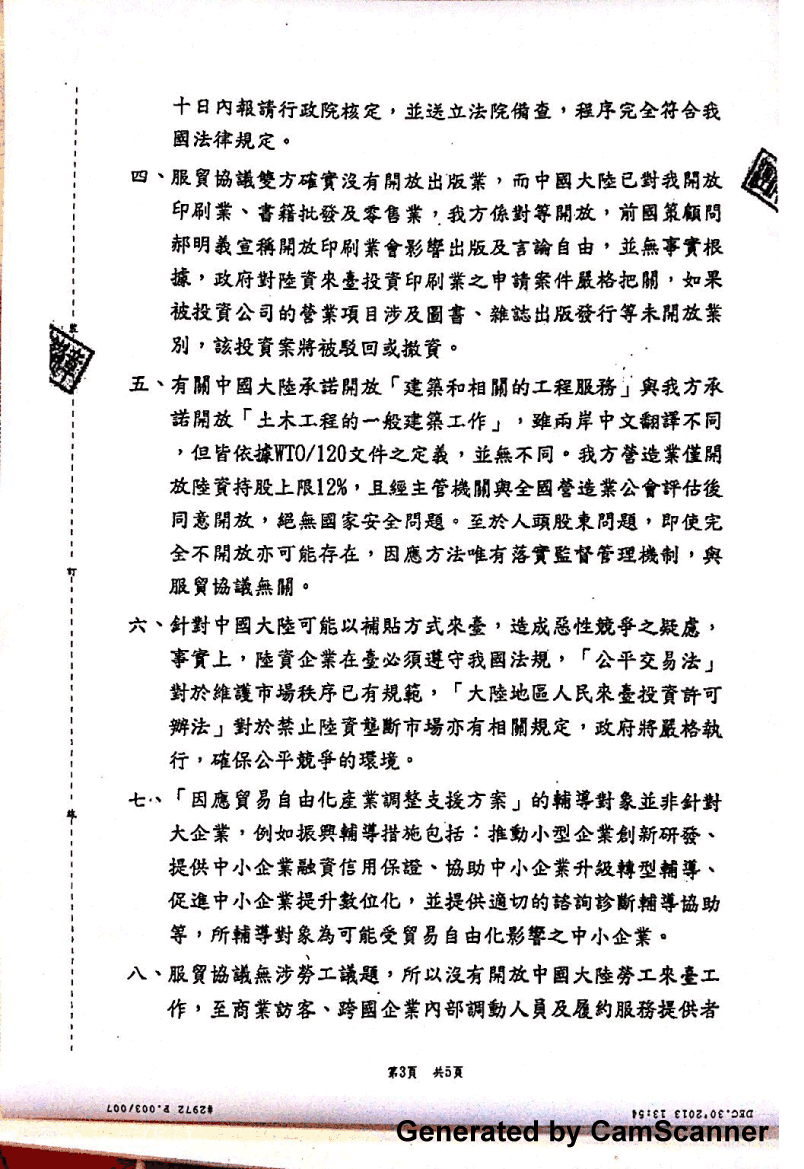 十日內報請行政院核定，並送立法院備查，程序完全符合我
國法律規定。
四、服貿協議雙方確實沒有開放出版業，而中國大陸已對我開放
印刷業、書籍批發及零售業，我方係對等開放，前國策顧問
郝明義宣稱開放印刷業會影響出版及言論自由，並無事實根
據，政府對陸資來臺投資印刷業之申請案件嚴格把關，如果
被投資公司的營業項目涉及圖書、雜誌出版發行等未開放業
別，該投資案將被駁回或撤資。
五、有關中國大陸承諾開放「建築和相關的工程服務」與我方承
諾開放「土木工程的一般建築工作」，雖兩岸中文翻譯不同
，但皆依據WTO/120文件之定義，並無不同。我方營造業僅開
放陸資持股上限12%，且經主管機關與全國營造業公會評估後
同意開放，絕無國家安全問題。至於人頭股東問題，即使完
全不開放亦可能存在，因應方法唯有落實監督管理機制，與
服貿協議無關。
訂
六、針對中國大陸可能以補貼方式來臺，造成惡性競爭之疑慮，
事實上，陸資企業在臺必須遵守我國法規，「公平交易法」
對於維護市場秩序已有規範，「大陸地區人民來臺投資許可
辦法」對於禁止陸資壟斷市場亦有相關規定，政府將嚴格執
行，確保公平競爭的環境。
七、「因應貿易自由化產業調整支援方案」的輔導對象並非針對
大企業，例如振興輔導措施包括：推動小型企業創新研發、
提供中小企業融資信用保證、協助中小企業升級轉型輔導、
促進中小企業提升數位化，並提供適切的諮詢診斷輔導協助
等，所輔導對象為可能受貿易自由化影響之中小企業。
八、服貿協議無涉勞工議題，所以沒有開放中國大陸勞工來臺工
作，至商業訪客、跨國企業內部調動人員及履約服務提供者
第3頁 共5頁
DEC.30'2013 13:54 #2972 P.003/007
Generated by CamScanner